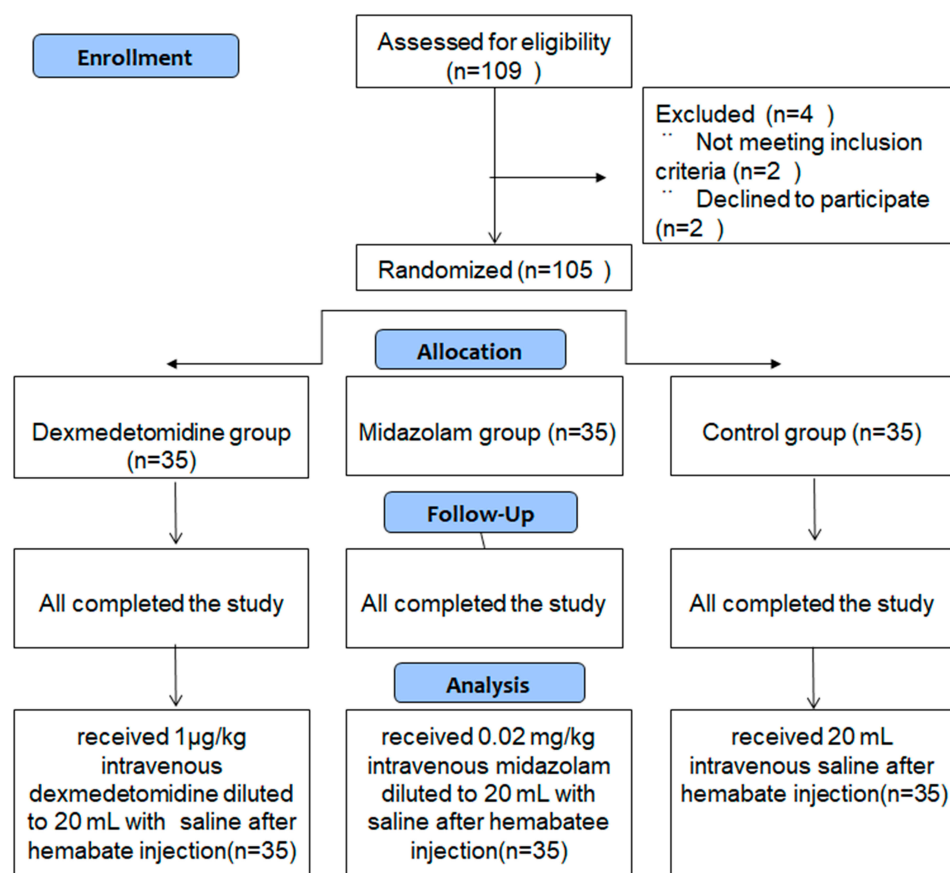 Enrollment
Assessed for eligibility
(n=109 )
Excluded (n=4 )
¨ Not meeting inclusion
criteria (n=2 )
¨ Declined to participate
(n=2 )
Randomized (n=105 )
Allocation
Dexmedetomidine group
(n=35)
Midazolam group (n=35)
Control group (n=35)
Follow-Up
All completed the study
All completed the study
All completed the study
Analysis
received 1µg/kg
intravenous
dexmedetomidine diluted
to 20 mL with saline after
hemabate injection(n=35)
received 0.02 mg/kg
intravenous midazolam
diluted to 20 mL with
saline after hemabatee
injection(n=35)
received 20 mL
intravenous saline after
hemabate injection(n=35)